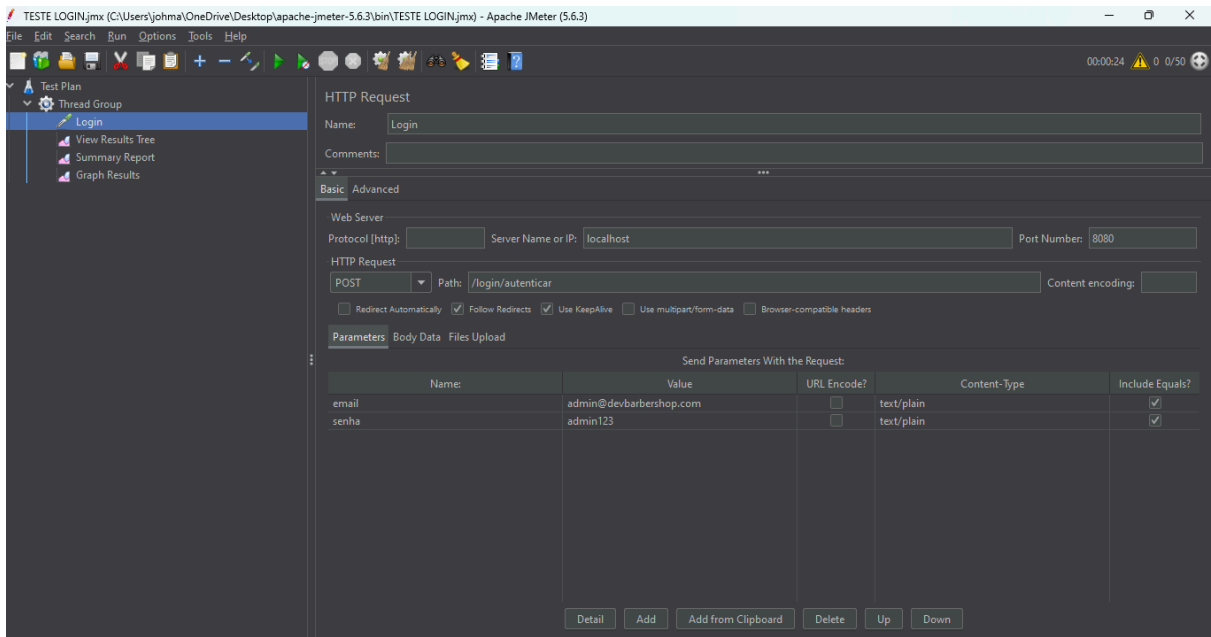 TESTE LOGIN.jmx (C:\Users\johma\OneDrive\Desktop\apache-jmeter-5.6.3\bin\TESTE LOGIN.jmx) - Apache JMeter (5.6.3)
File Edit Search Run Options Tools Help
00:00:24 0 0/50
Test Plan
Thread Group
Login
View Results Tree
Summary Report
Graph Results
HTTP Request
Name: Login
Comments:
Basic Advanced
Web Server
Protocol [http]: Server Name or IP: localhost Port Number: 8080
HTTP Request
POST Path: /login/autenticar Content encoding:
Redirect Automatically Follow Redirects Use KeepAlive Use multipart/form-data Browser-compatible headers
Parameters Body Data Files Upload
Send Parameters With the Request:
Name: Value URL Encode? Content-Type Include Equals?
email admin@devbarbershop.com text/plain
senha admin123 text/plain
Detail Add Add from Clipboard Delete Up Down